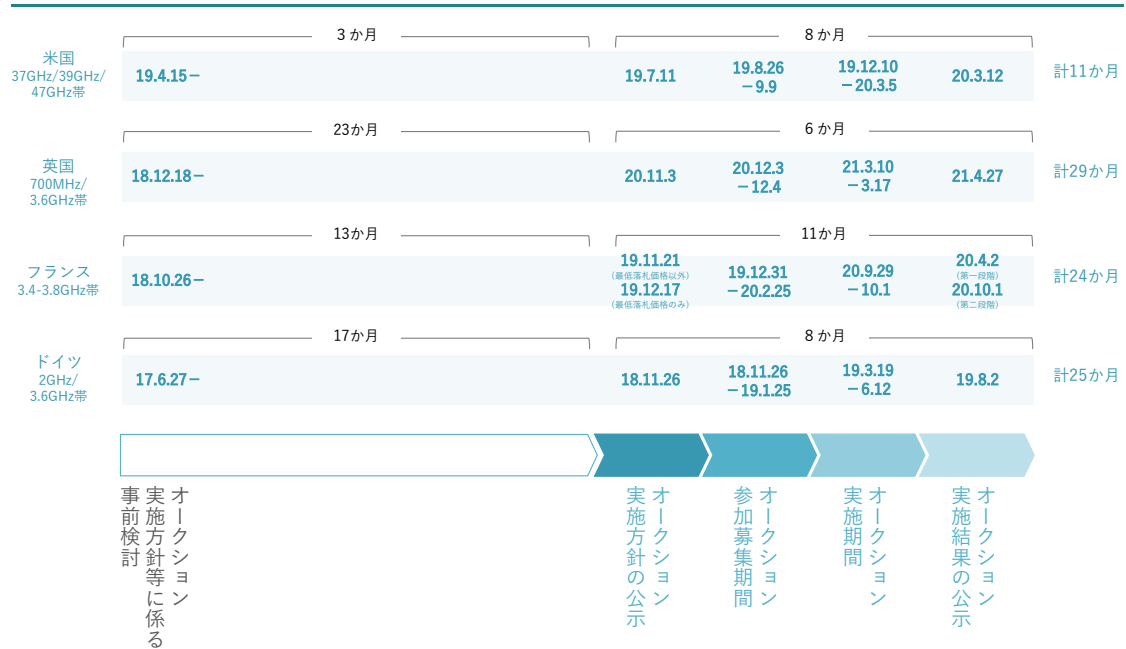 3か月
8か月
米国
37GHz/39GHz/
47GHz帯
19.4.15－
19.7.11
19.8.26
－9.9
19.12.10
－20.3.5
20.3.12
計11か月
23か月
6か月
英国
700MHz/
3.6GHz帯
18.12.18－
20.11.3
20.12.3
－12.4
21.3.10
－3.17
21.4.27
計29か月
13か月
11か月
フランス
3.4-3.8GHz帯
18.10.26－
19.11.21
（最低落札価格以外）
19.12.17
（最低落札価格のみ）
19.12.31
－20.2.25
20.9.29
－10.1
20.4.2
（第一段階）
20.10.1
（第二段階）
計24か月
17か月
8か月
ドイツ
2GHz/
3.6GHz帯
17.6.27－
18.11.26
18.11.26
－19.1.25
19.3.19
－6.12
19.8.2
計25か月
オークション
実施方針等に係る
事前検討
オークション
実施方針の公示
オークション
参加募集期間
オークション
実施期間
オークション
実施結果の公示